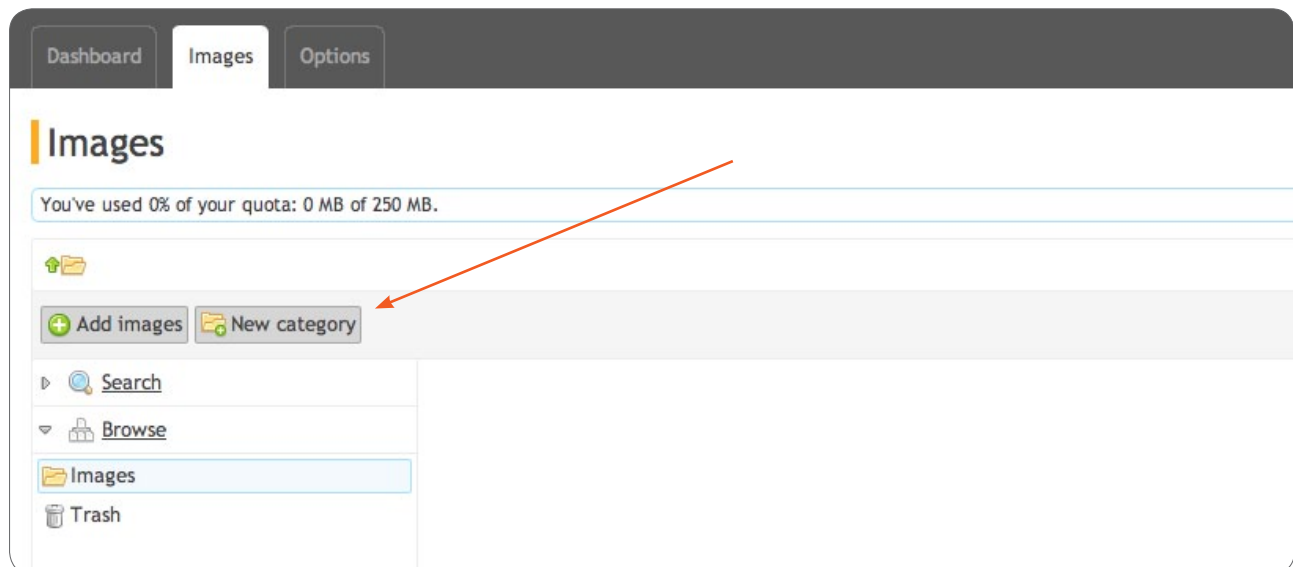 Dashboard Images Options
Images
You've used 0% of your quota: 0 MB of 250 MB.
Add images New category
Search
Browse
Images
Trash